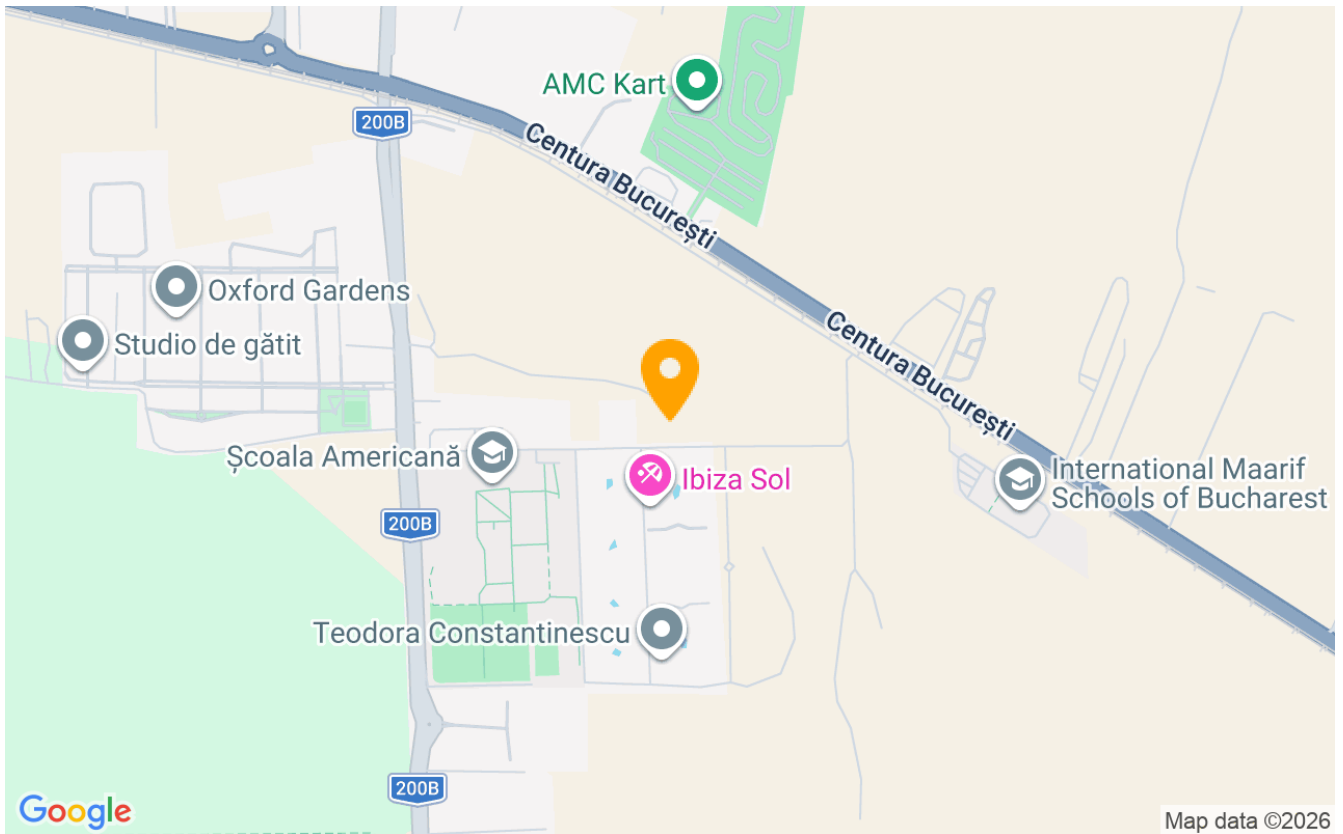 AMC Kart
200B
Centura București
Oxford Gardens
Studio de gătit
Centura București
Școala Americană
Ibiza Sol
International Maarif
Schools of Bucharest
200B
Teodora Constantinescu
200B
Google
Map data ©2026